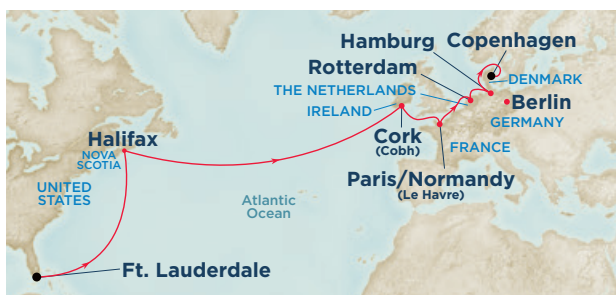 Hamburg
Copenhagen
Rotterdam
DENMARK
THE NETHERLANDS
Berlin
IRELAND
GERMANY
Halifax
Cork
(Cobh)
NOVA
SCOTIA
FRANCE
Paris/Normandy
(Le Havre)
UNITED
STATES
Atlantic
Ocean
Ft. Lauderdale